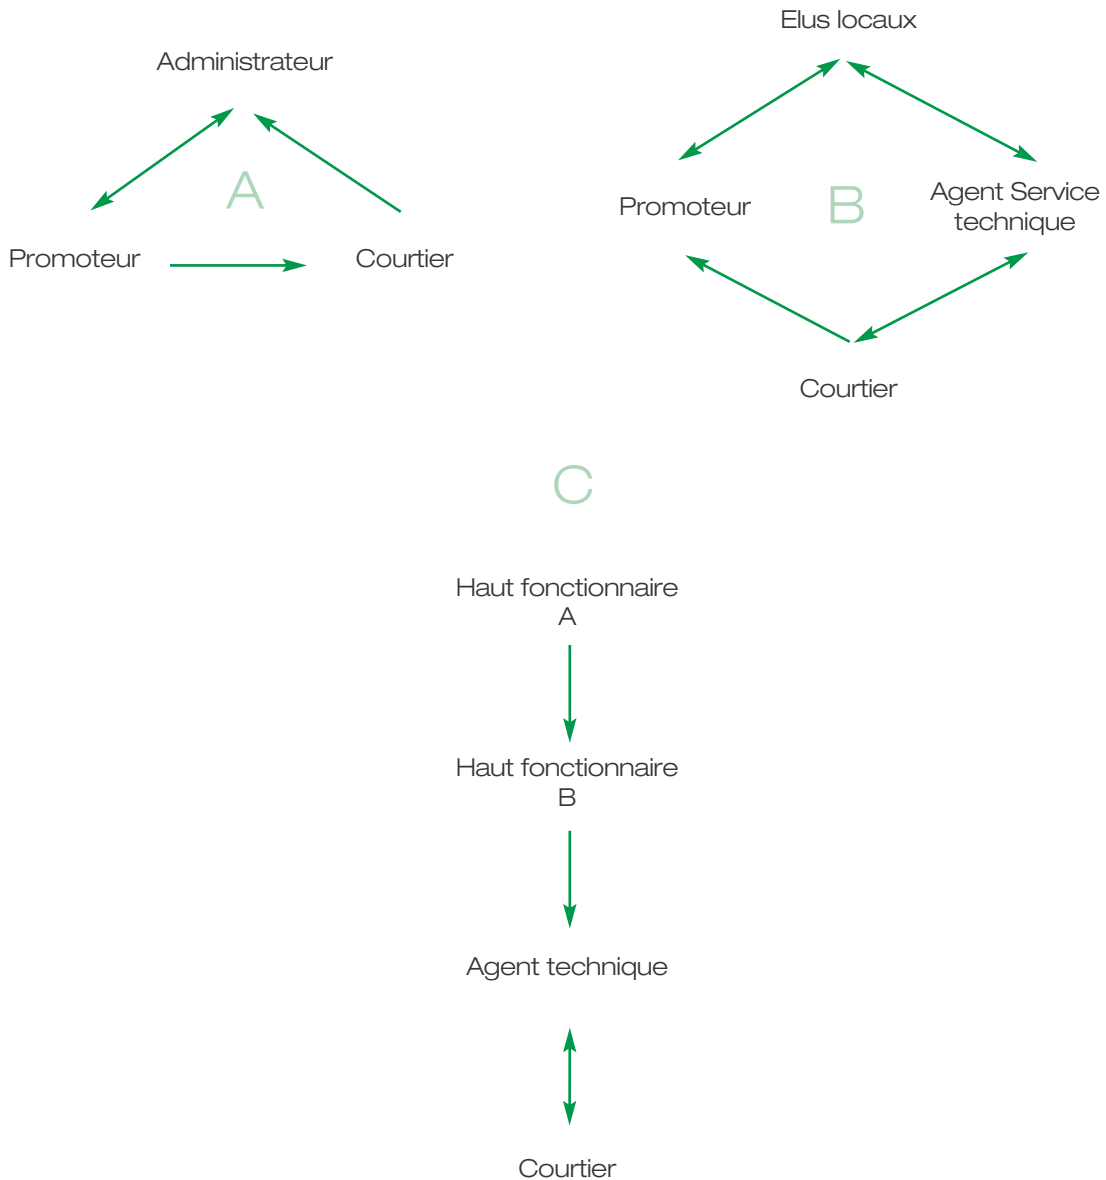 Administrateur
A
Promoteur
Courtier
Elus locaux
Promoteur
B
Agent Service
technique
Courtier
C
Haut fonctionnaire
A
Haut fonctionnaire
B
Agent technique
Courtier